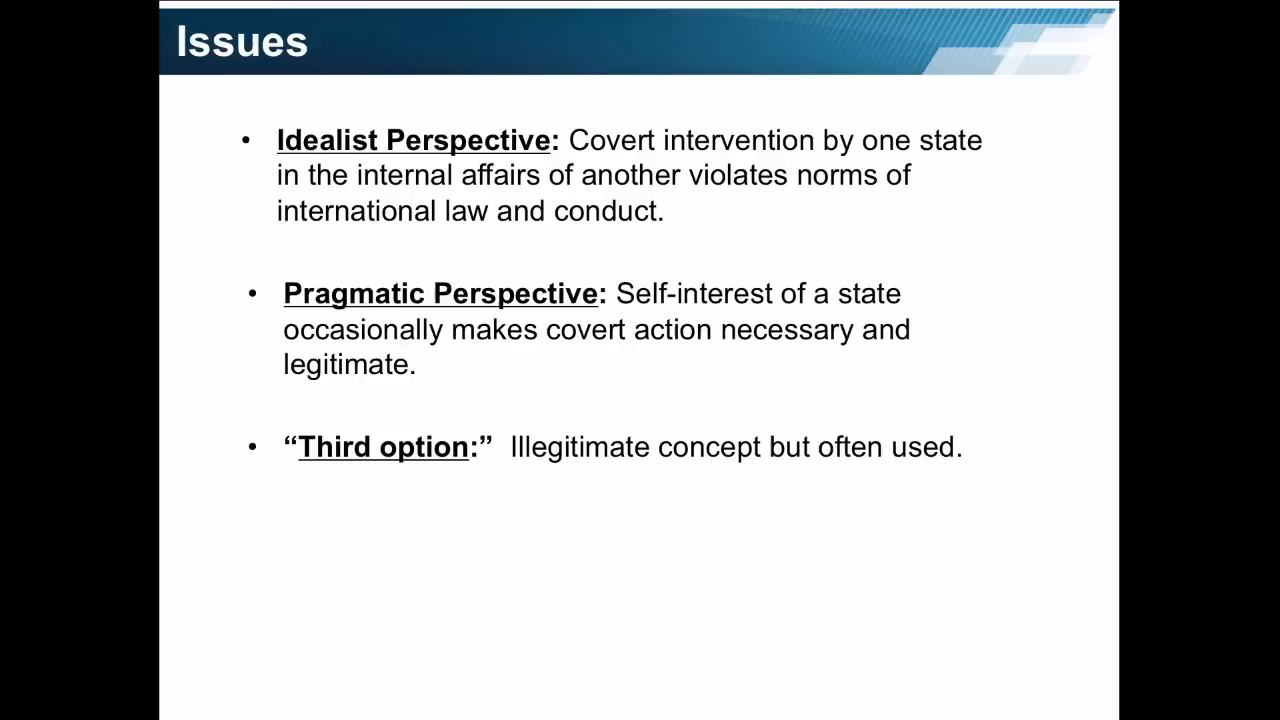 Issues
• Idealist Perspective: Covert intervention by one state
in the internal affairs of another violates norms of
international law and conduct.
• Pragmatic Perspective: Self-interest of a state
occasionally makes covert action necessary and
legitimate.
• “Third option:”  Illegitimate concept but often used.